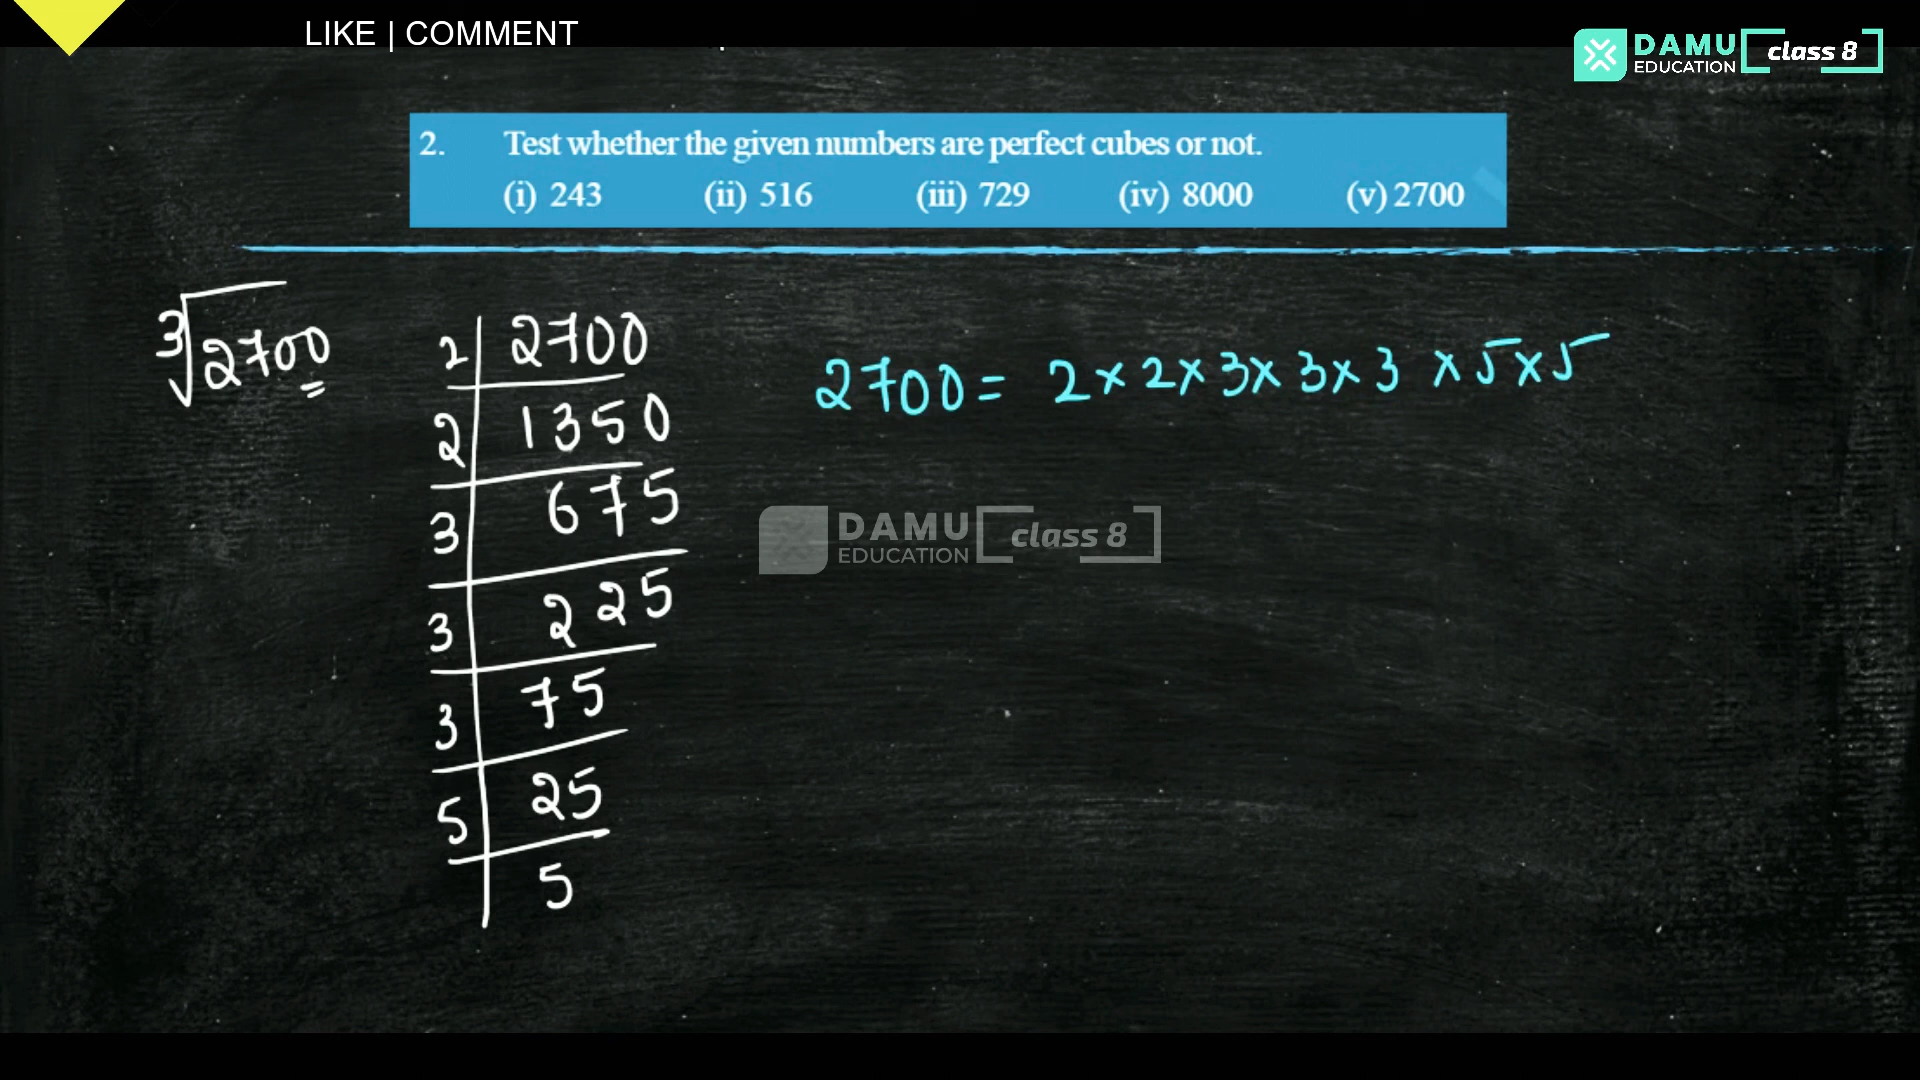 LIKE | COMMENT
DAMU
EDUCATION
class 8
2. Test whether the given numbers are perfect cubes or not.
(i) 243 (ii) 516 (iii) 729 (iv) 8000 (v) 2700
∛2700
2 | 2700
2 | 1350
3 | 675
3 | 225
3 | 75
5 | 25
5
2700 = 2 × 2 × 3 × 3 × 3 × 5 × 5
DAMU
EDUCATION
class 8